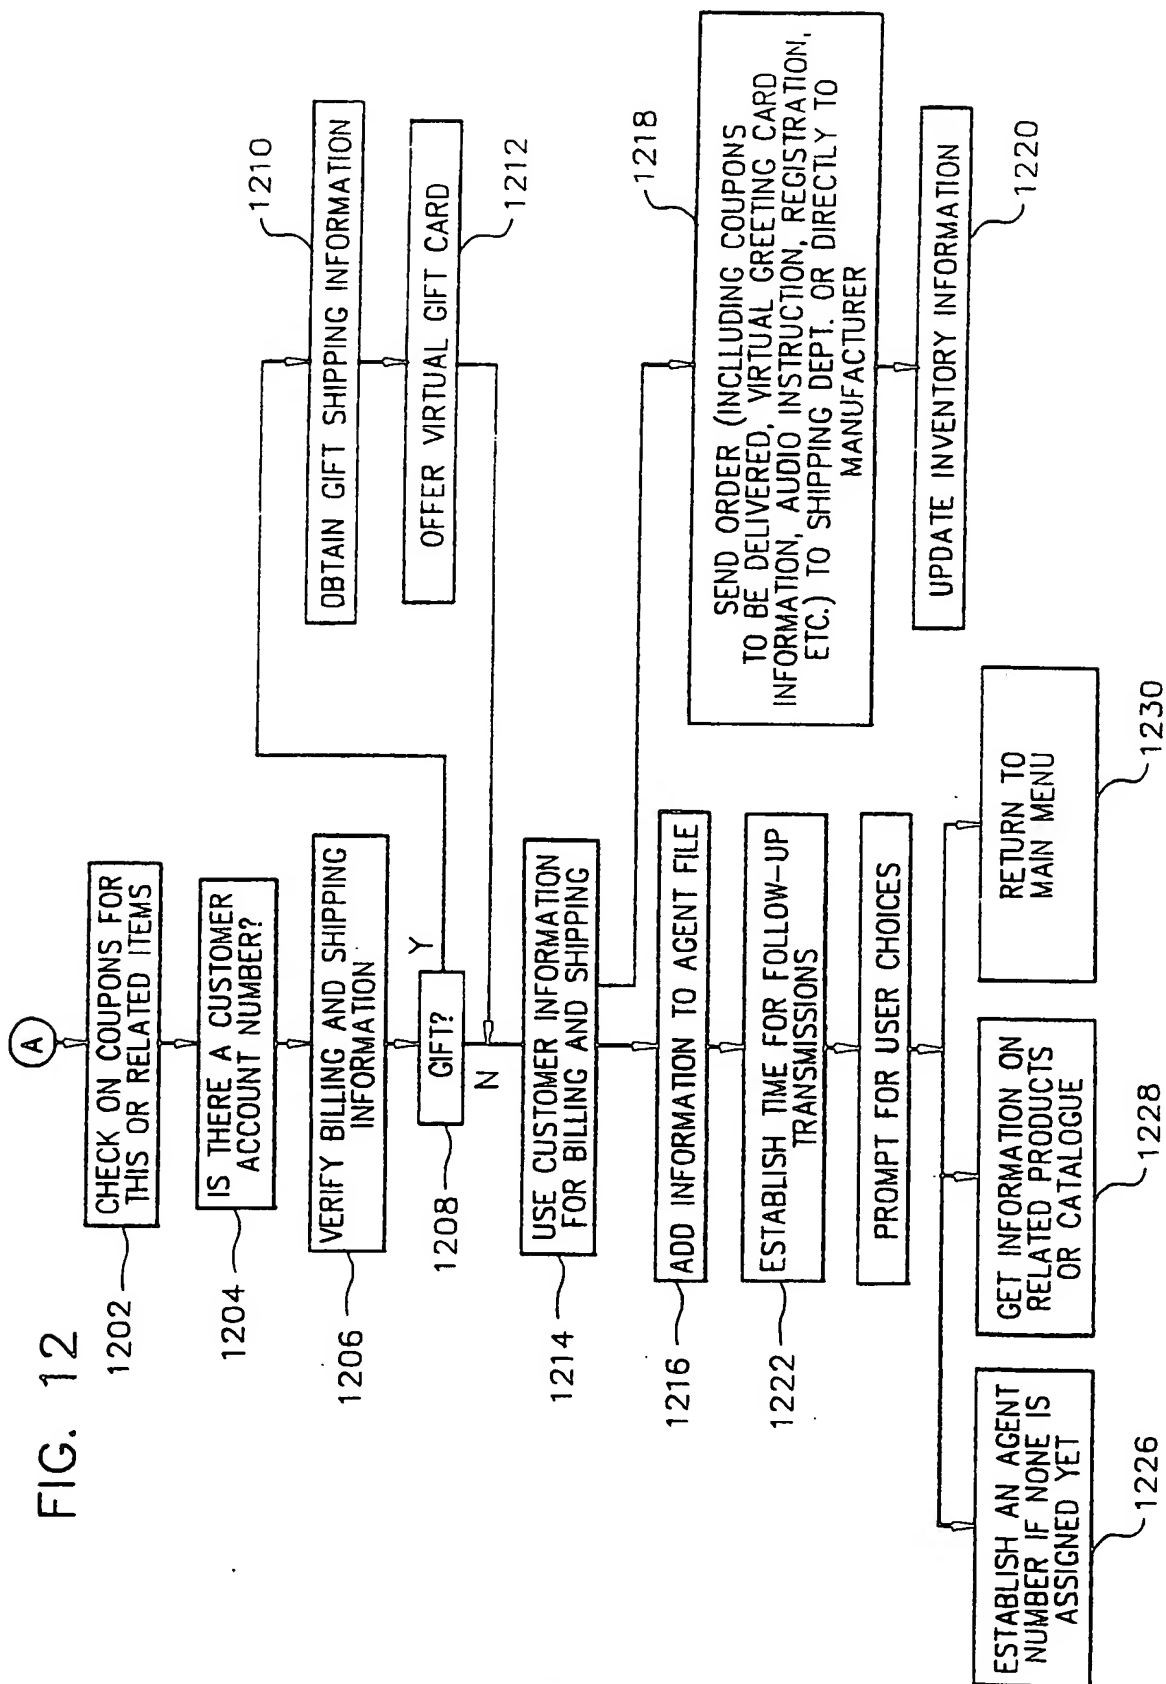 FIG. 12
A
CHECK ON COUPONS FOR
THIS OR RELATED ITEMS
1202
IS THERE A CUSTOMER
ACCOUNT NUMBER?
1204
VERIFY BILLING AND SHIPPING
INFORMATION
1206
GIFT?
1208
Y
N
OBTAIN GIFT SHIPPING INFORMATION
1210
OFFER VIRTUAL GIFT CARD
1212
USE CUSTOMER INFORMATION
FOR BILLING AND SHIPPING
1214
SEND ORDER (INCLUDING COUPONS
TO BE DELIVERED, VIRTUAL GREETING CARD
INFORMATION, AUDIO INSTRUCTION, REGISTRATION,
ETC.) TO SHIPPING DEPT. OR DIRECTLY TO
MANUFACTURER
1218
UPDATE INVENTORY INFORMATION
1220
ADD INFORMATION TO AGENT FILE
1216
ESTABLISH TIME FOR FOLLOW-UP
TRANSMISSIONS
1222
PROMPT FOR USER CHOICES
ESTABLISH AN AGENT
NUMBER IF NONE IS
ASSIGNED YET
1226
GET INFORMATION ON
RELATED PRODUCTS
OR CATALOGUE
1228
RETURN TO
MAIN MENU
1230